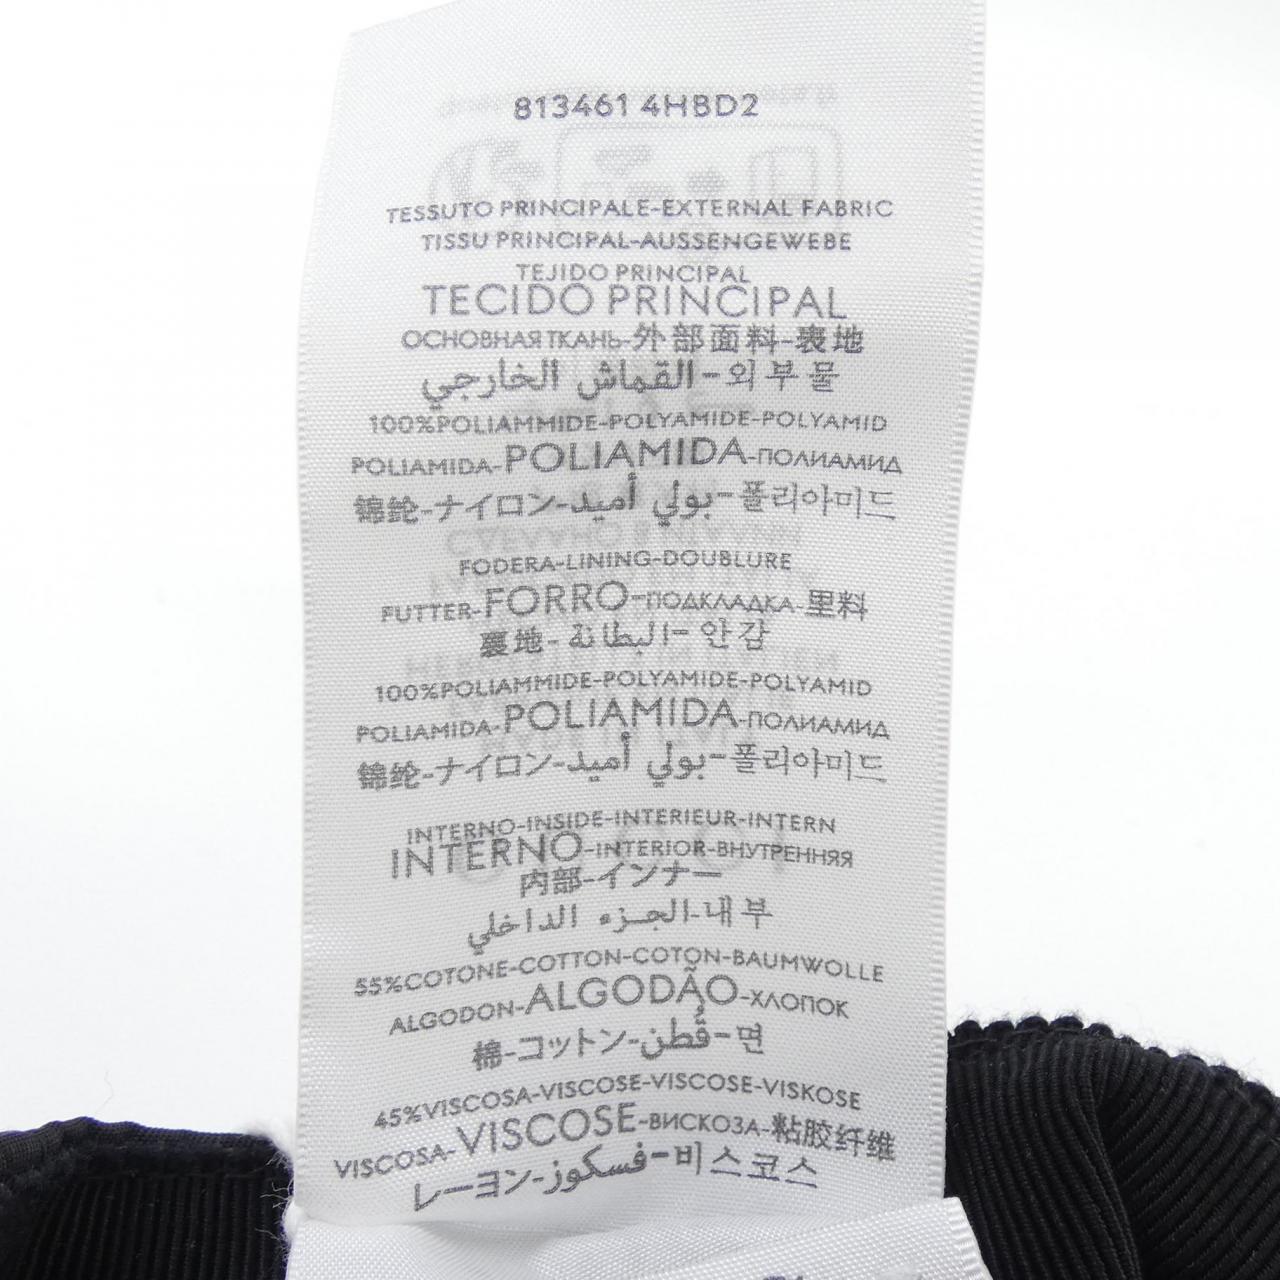 813461 4HBD2
TESSUTO PRINCIPALE-EXTERNAL FABRIC
TISSU PRINCIPAL-AUSSENGEWEBE
TEJIDO PRINCIPAL
TECIDO PRINCIPAL
ОСНОВНАЯ ТКАНЬ-外部面料-表地
القماش الخارجي-외부물
100%POLIAMMIDE-POLYAMIDE-POLYAMID
POLIAMIDA-POLIAMIDA-ПОЛИАМИД
锦纶-ナイロン-بولي أميد-폴리아미드
FODERA-LINING-DOUBLURE
FUTTER-FORRO-ПОДКЛАДКА-里料
裏地-البطانة-안감
100%POLIAMMIDE-POLYAMIDE-POLYAMID
POLIAMIDA-POLIAMIDA-ПОЛИАМИД
锦纶-ナイロン-بولي أميد-폴리아미드
INTERNO-INSIDE-INTERIEUR-INTERN
INTERNO-INTERIOR-ВНУТРЕННЯЯ
内部-インナー
الجزء الداخلي-내부
55%COTONE-COTTON-COTON-BAUMWOLLE
ALGODON-ALGODÃO-ХЛОПОК
棉-コットン-قُطن-면
45%VISCOSA-VISCOSE-VISCOSE-VISKOSE
VISCOSA-VISCOSE-ВИСКОЗА-粘胶纤维
レーヨン-فسكوز-비스코스